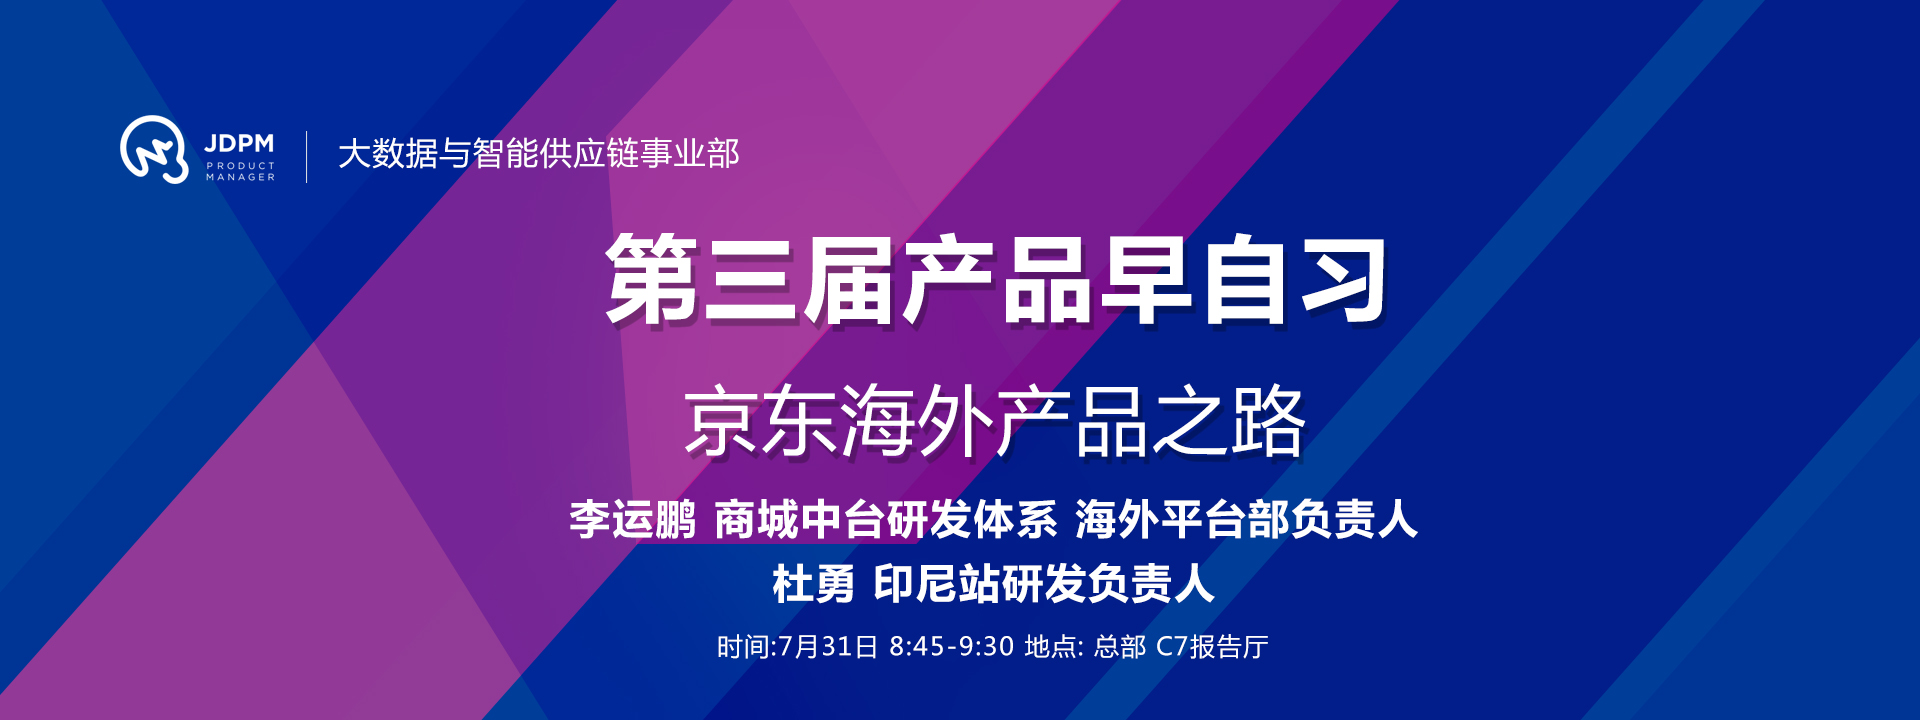 JDPM
PRODUCT
MANAGER
大数据与智能供应链事业部
第三届产品早自习
京东海外产品之路
李运鹏 商城中台研发体系 海外平台部负责人
杜勇 印尼站研发负责人
时间:7月31日 8:45-9:30 地点: 总部 C7报告厅